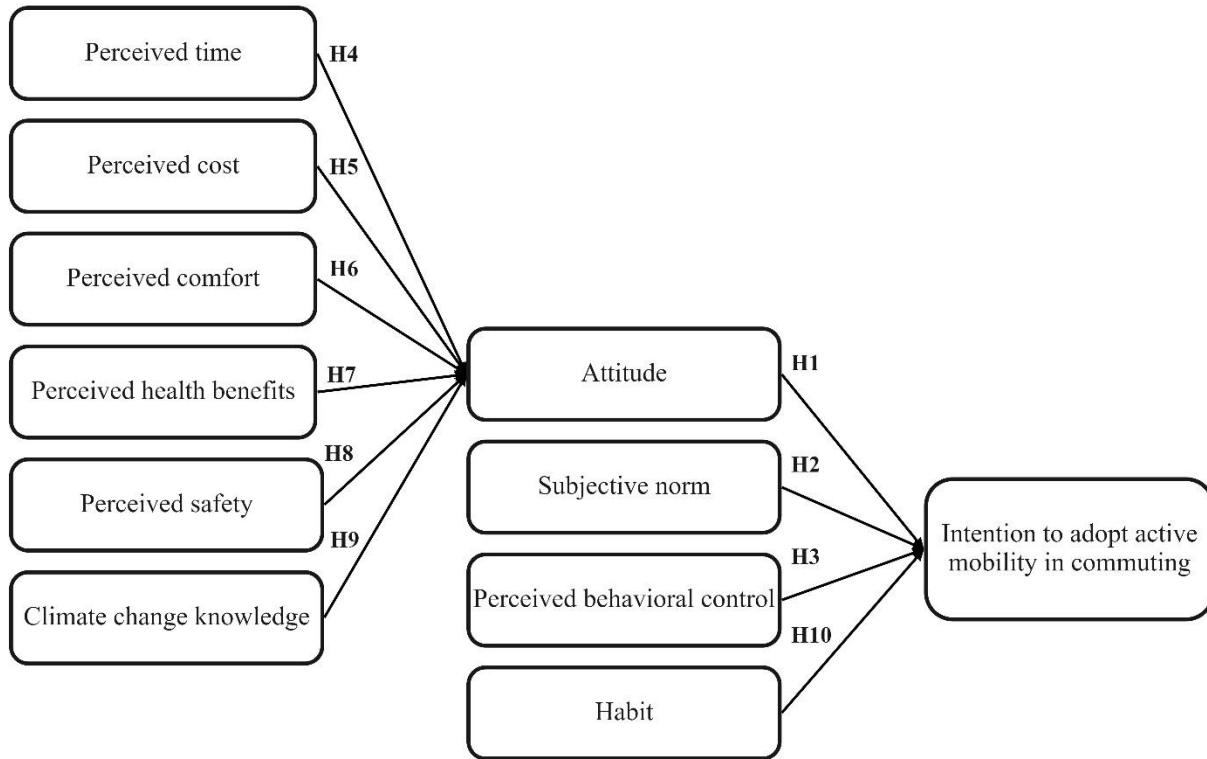 Perceived time
H4
Perceived cost
H5
Perceived comfort
H6
Perceived health benefits
H7
Perceived safety
H8
Climate change knowledge
H9
Attitude
H1
Subjective norm
H2
Perceived behavioral control
H3
Habit
H10
Intention to adopt active
mobility in commuting